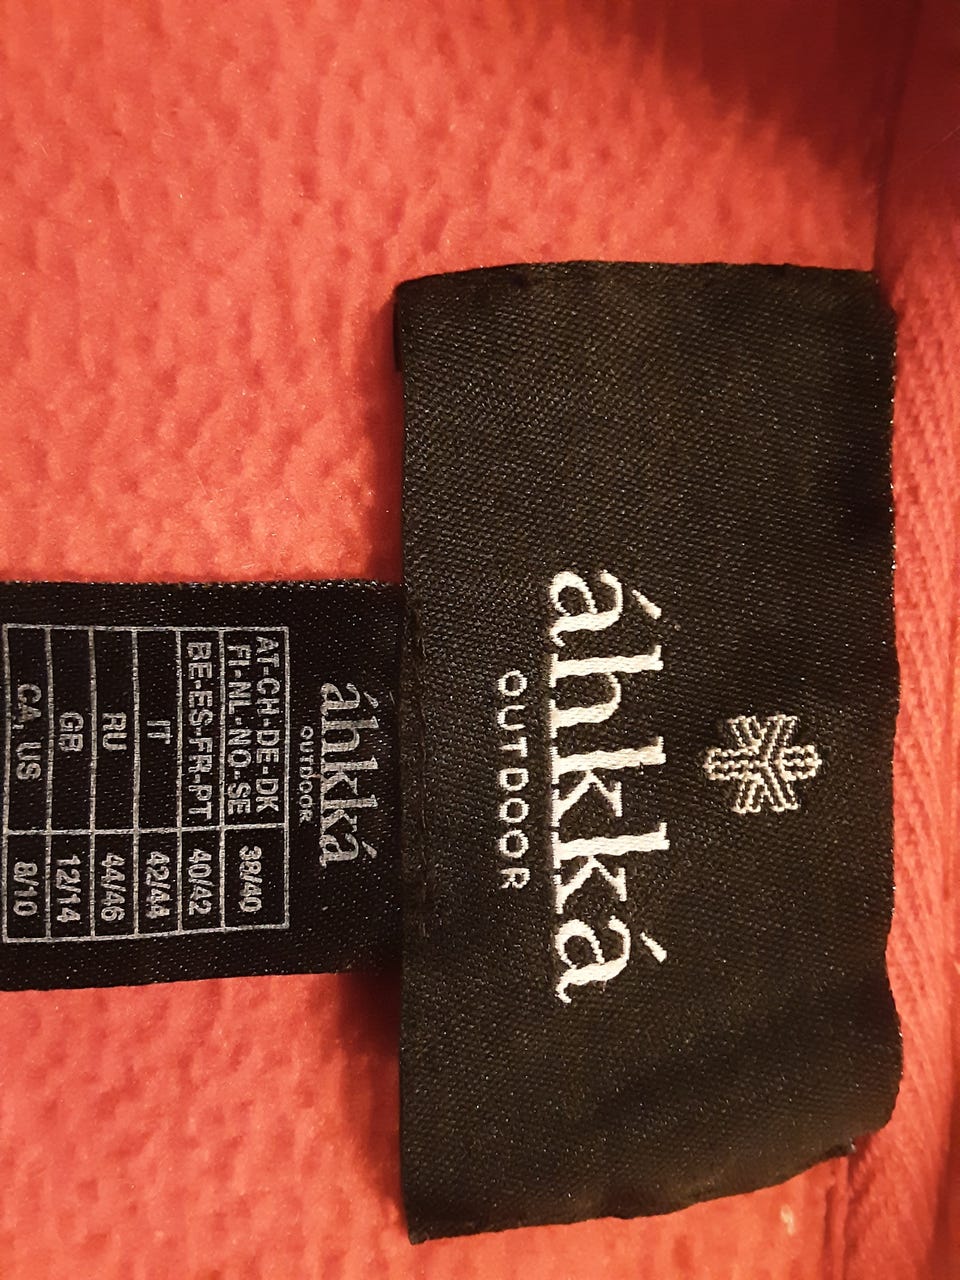 áhkká
OUTDOOR
áhkká
OUTDOOR
AT-CH-DE-DK
FI-NL-NO-SE 38/40
BE-ES-FR-PT 40/42
IT 42/44
RU 44/46
GB 12/14
CA, US 8/10